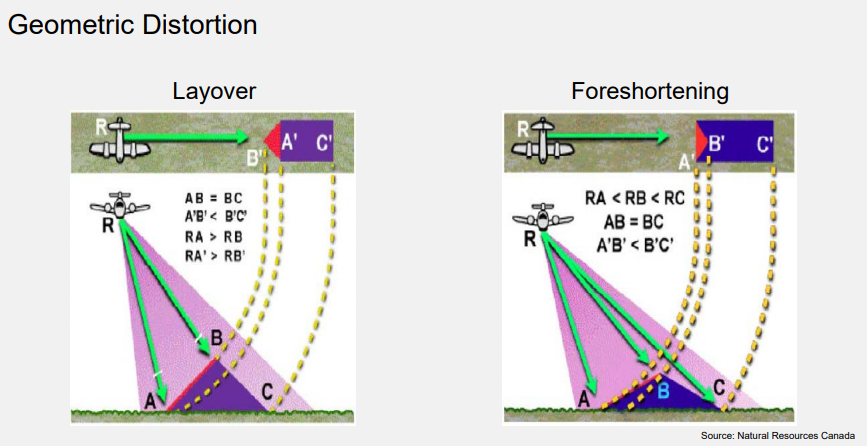 Geometric Distortion
Layover
Foreshortening
R
B'
A'
C'
AB = BC
A'B' < B'C'
RA > RB
RA' > RB'
R
B
A
C
R
A'
B'
C'
RA < RB < RC
AB = BC
A'B' < B'C'
R
A
B
C
Source: Natural Resources Canada